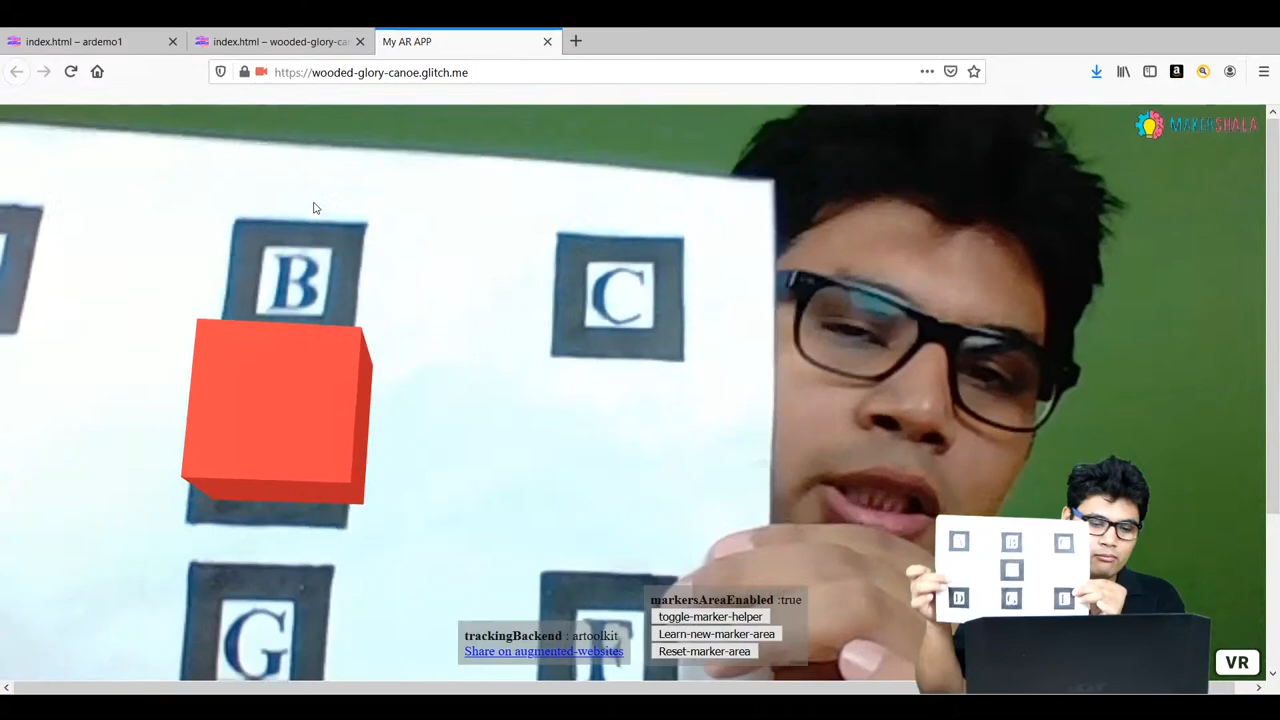 index.html – ardemo1
index.html – wooded-glory-ca
My AR APP
https://wooded-glory-canoe.glitch.me
MAKERSHALA
B
C
G
F
markersAreaEnabled :true
toggle-marker-helper
Learn-new-marker-area
Reset-marker-area
trackingBackend : artoolkit
Share on augmented-websites
A B C
D G F
VR